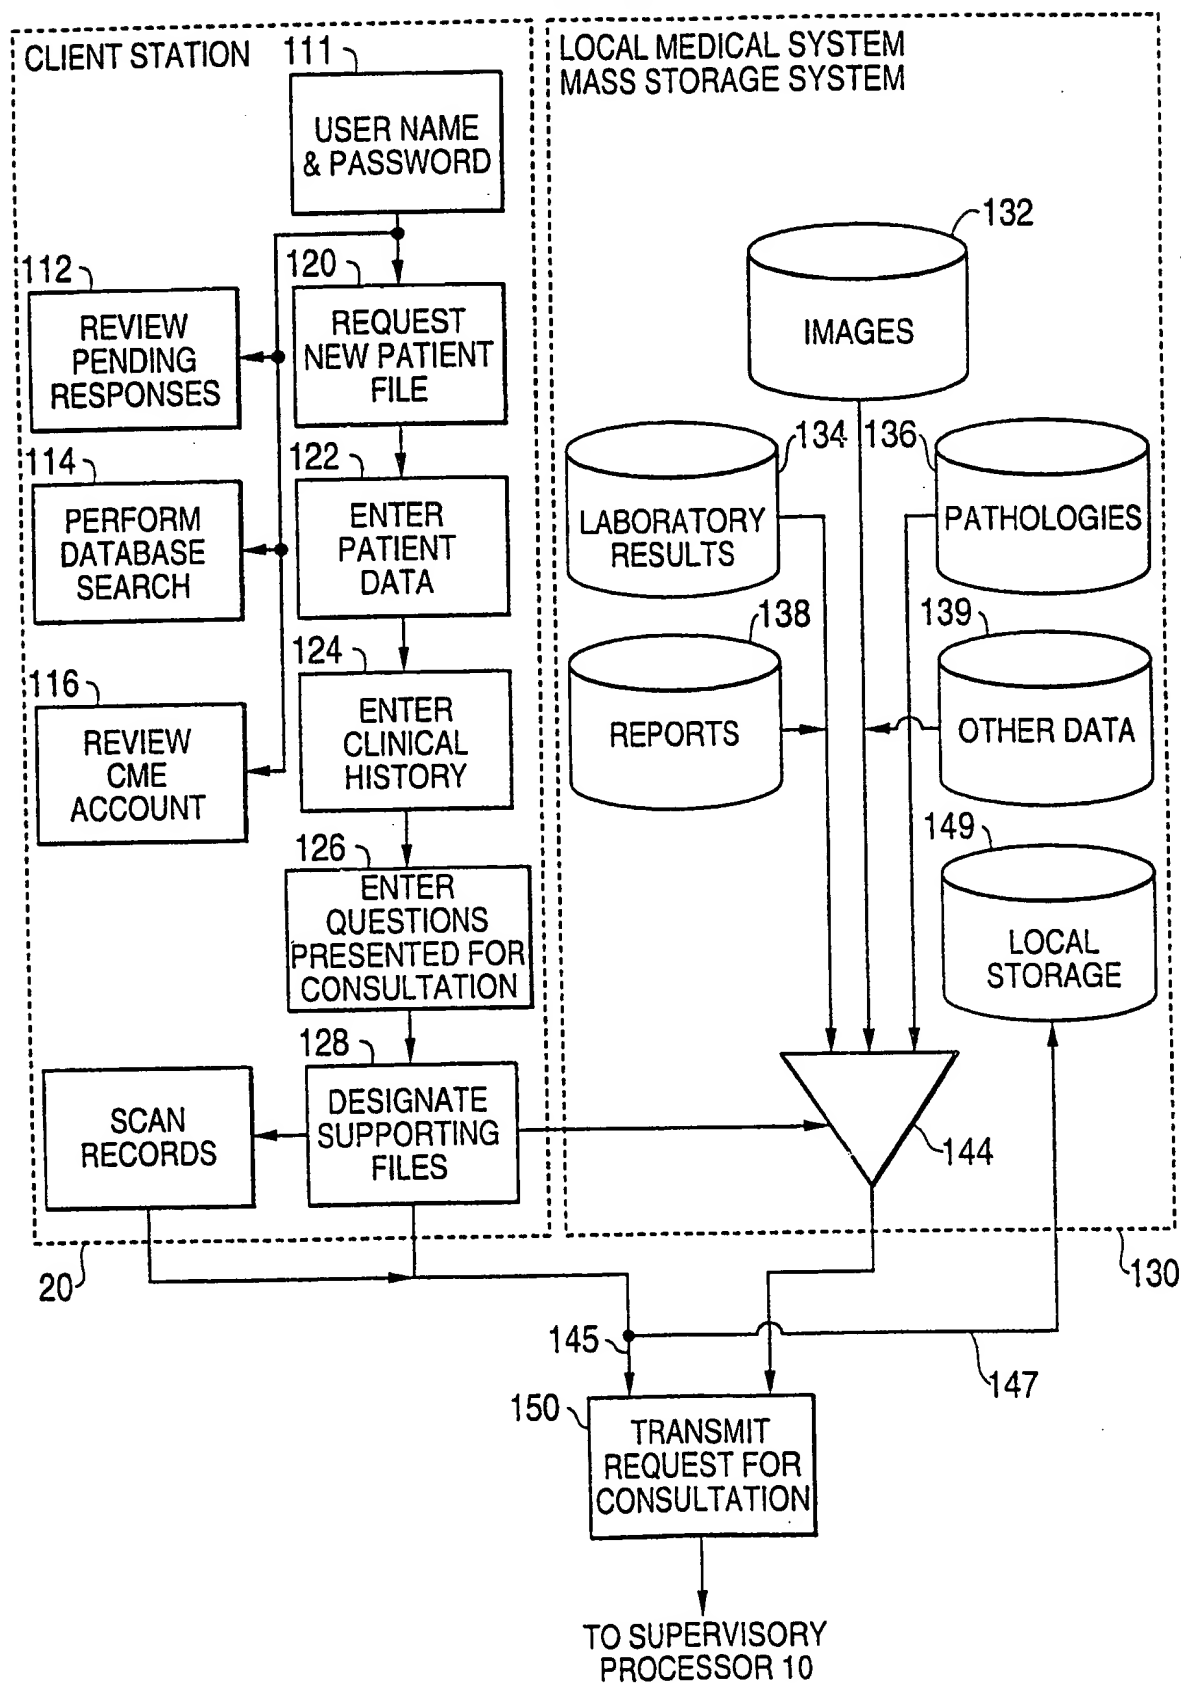 CLIENT STATION
111
USER NAME
& PASSWORD
112
REVIEW
PENDING
RESPONSES
114
PERFORM
DATABASE
SEARCH
116
REVIEW
CME
ACCOUNT
120
REQUEST
NEW PATIENT
FILE
122
ENTER
PATIENT
DATA
124
ENTER
CLINICAL
HISTORY
126
ENTER
QUESTIONS
PRESENTED FOR
CONSULTATION
128
DESIGNATE
SUPPORTING
FILES
SCAN
RECORDS
20
LOCAL MEDICAL SYSTEM
MASS STORAGE SYSTEM
132
IMAGES
134
LABORATORY
RESULTS
136
PATHOLOGIES
138
REPORTS
139
OTHER DATA
149
LOCAL
STORAGE
144
130
145
147
150
TRANSMIT
REQUEST FOR
CONSULTATION
TO SUPERVISORY
PROCESSOR 10